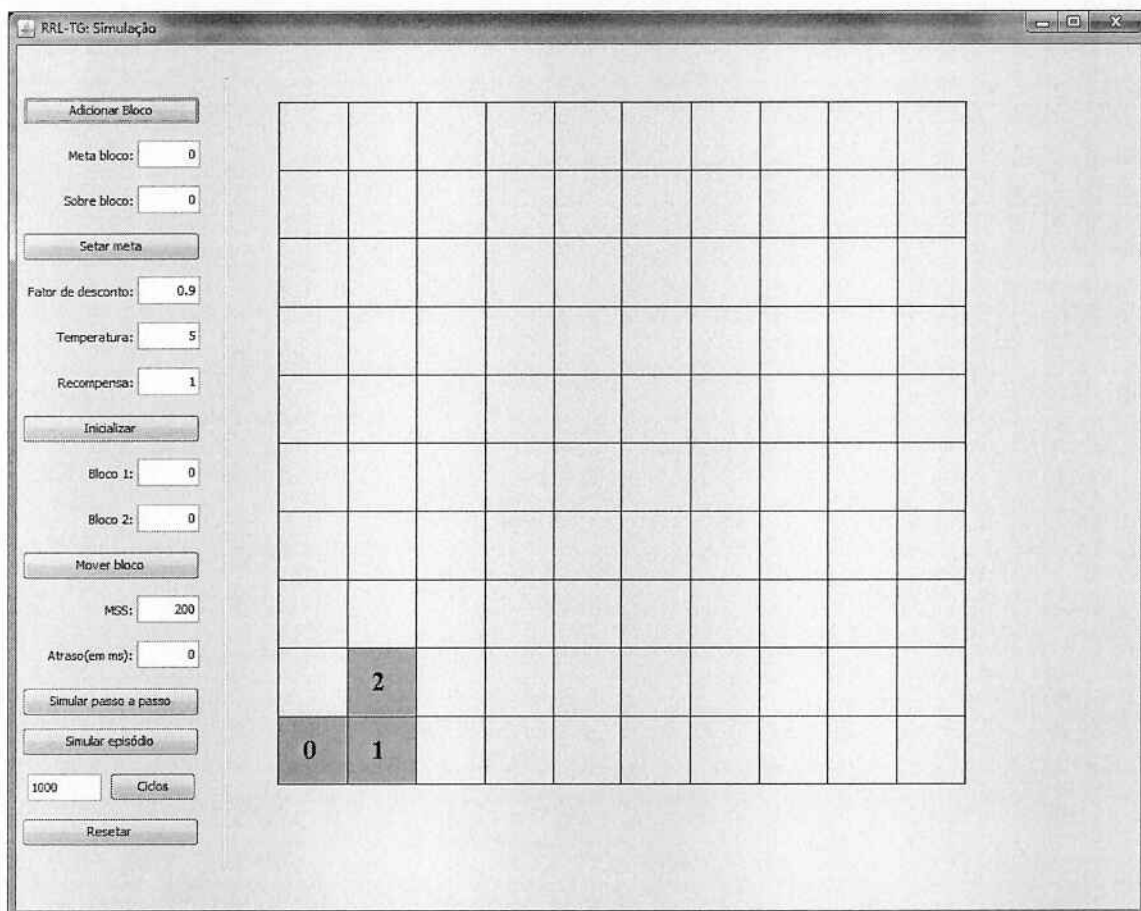 RRL-TG: Simulação
Adicionar Bloco
Meta bloco: 0
Sobre bloco: 0
Setar meta
Fator de desconto: 0.9
Temperatura: 5
Recompensa: 1
Inicializar
Bloco 1: 0
Bloco 2: 0
Mover bloco
MSS: 200
Atraso(em ms): 0
Simular passo a passo
Simular episódio
1000 Ciclos
Resetar
2
0 1